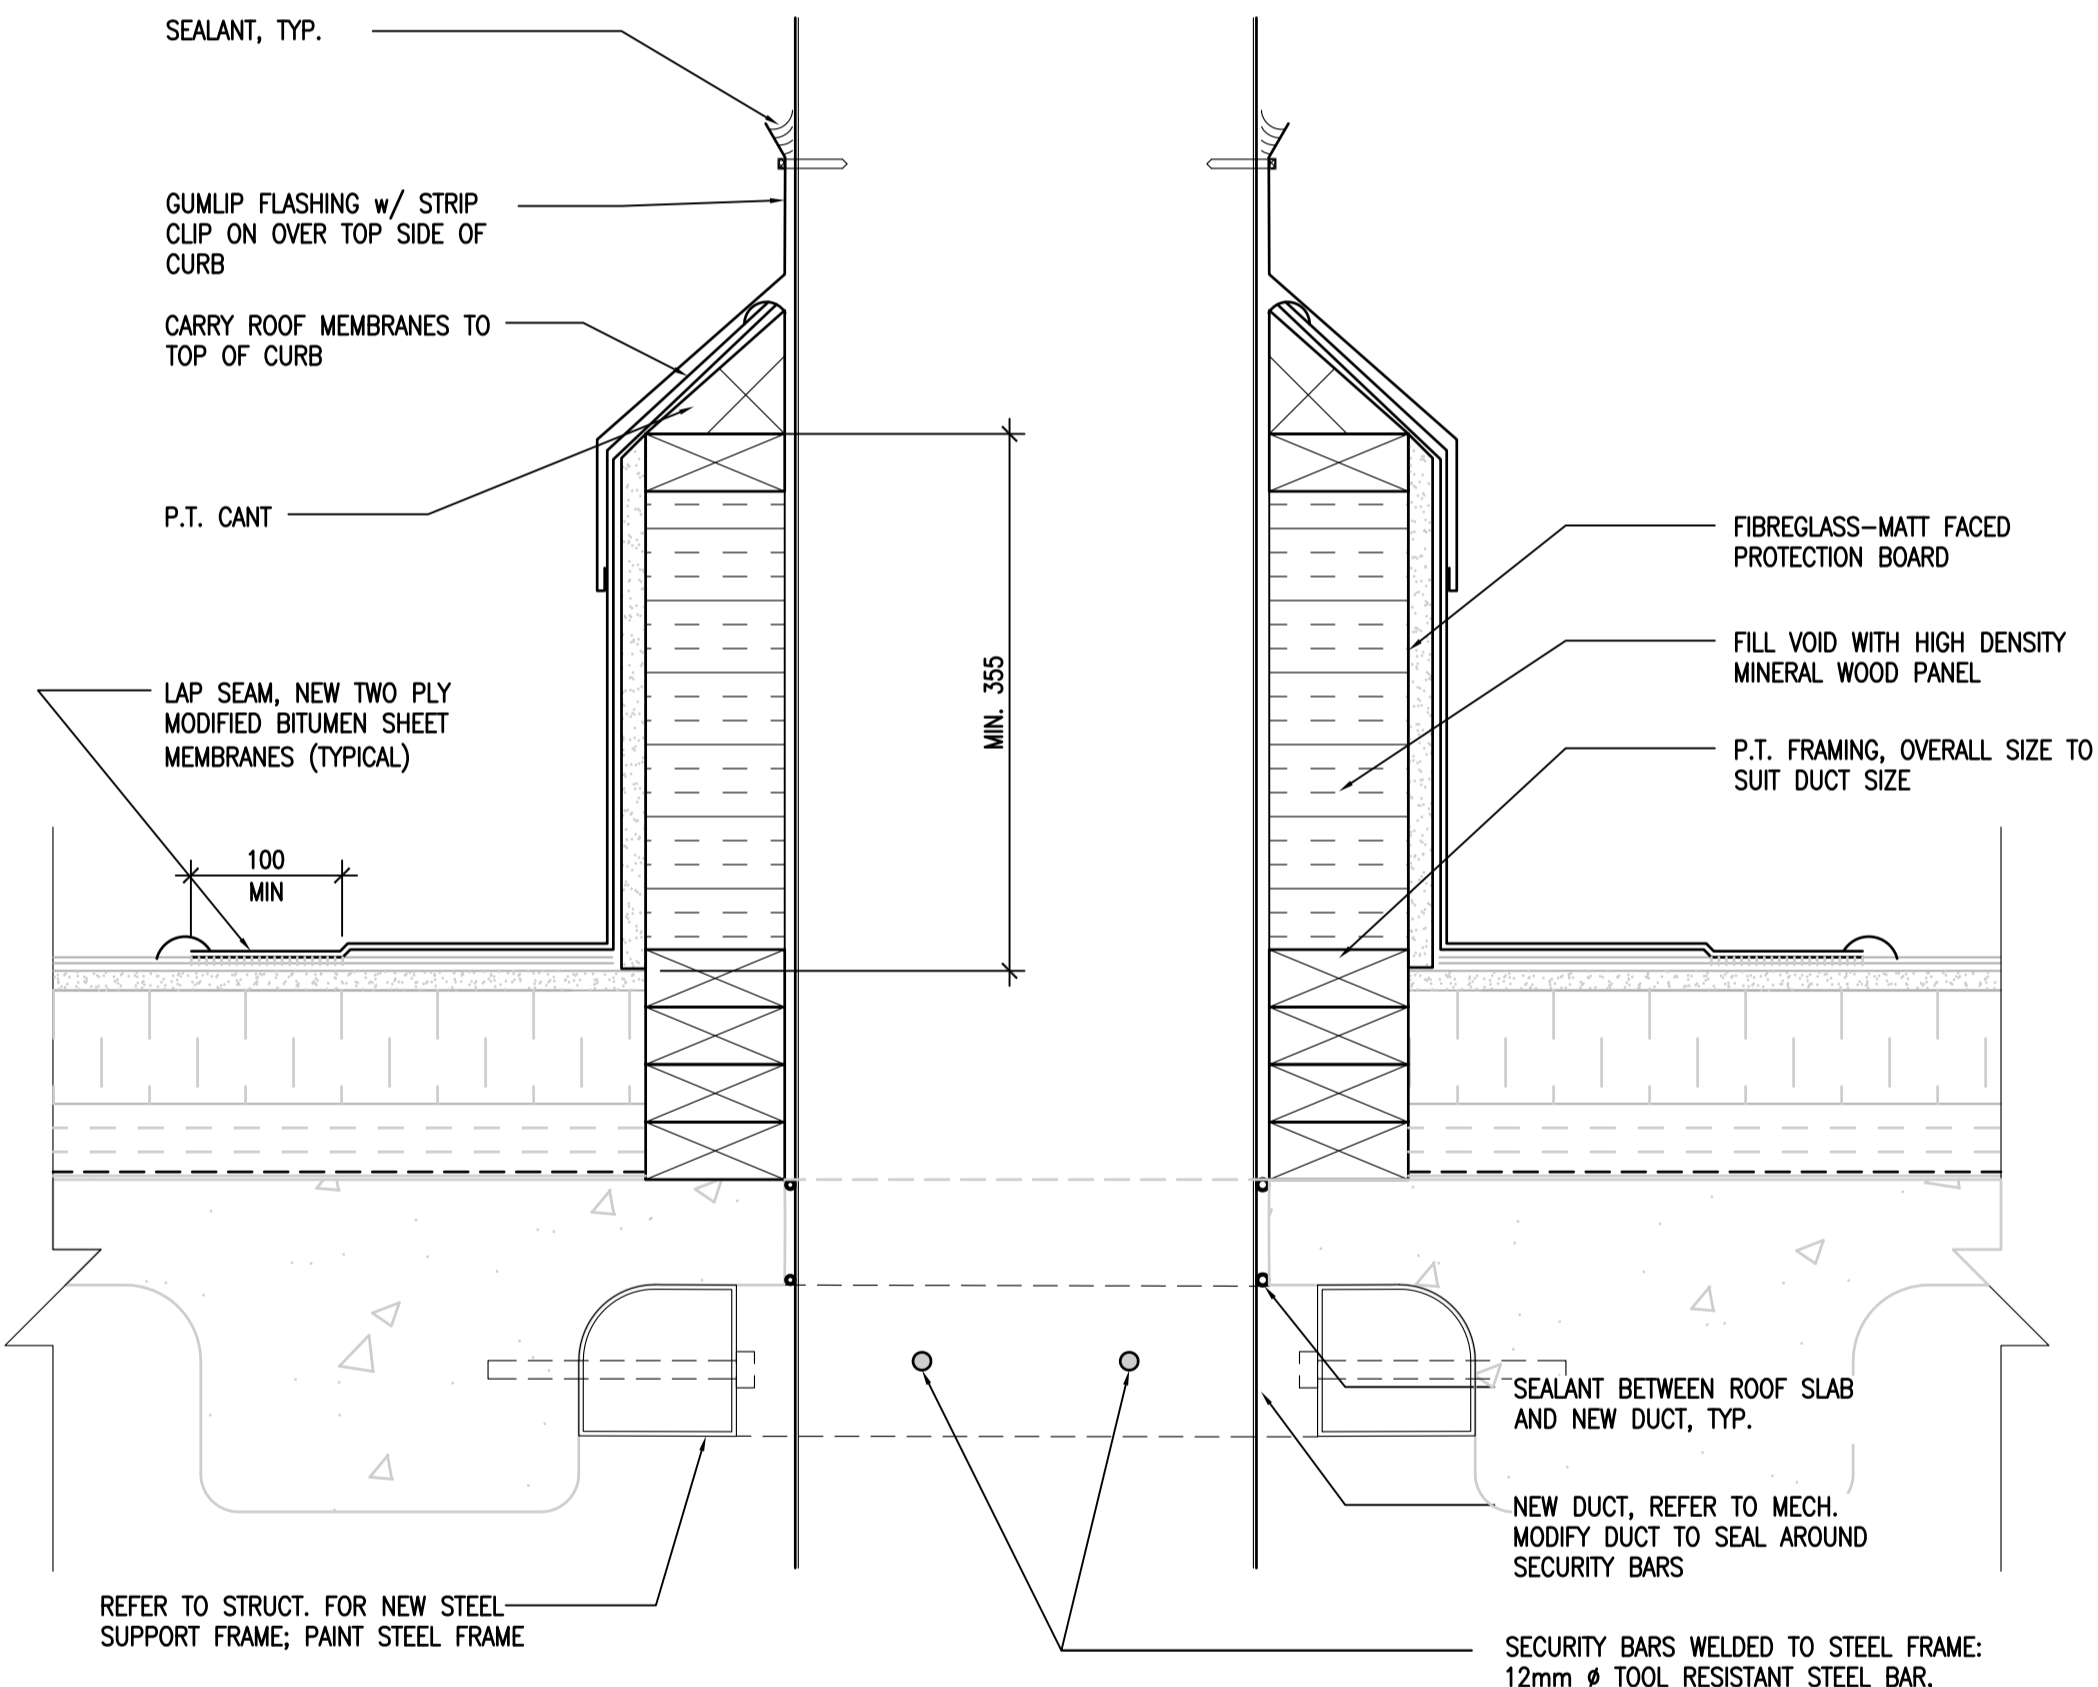 SEALANT, TYP.
GUMLIP FLASHING w/ STRIP
CLIP ON OVER TOP SIDE OF
CURB
CARRY ROOF MEMBRANES TO
TOP OF CURB
P.T. CANT
LAP SEAM, NEW TWO PLY
MODIFIED BITUMEN SHEET
MEMBRANES (TYPICAL)
100
MIN
MIN. 355
FIBREGLASS-MATT FACED
PROTECTION BOARD
FILL VOID WITH HIGH DENSITY
MINERAL WOOD PANEL
P.T. FRAMING, OVERALL SIZE TO
SUIT DUCT SIZE
SEALANT BETWEEN ROOF SLAB
AND NEW DUCT, TYP.
NEW DUCT, REFER TO MECH.
MODIFY DUCT TO SEAL AROUND
SECURITY BARS
REFER TO STRUCT. FOR NEW STEEL
SUPPORT FRAME; PAINT STEEL FRAME
SECURITY BARS WELDED TO STEEL FRAME:
12mm ø TOOL RESISTANT STEEL BAR.